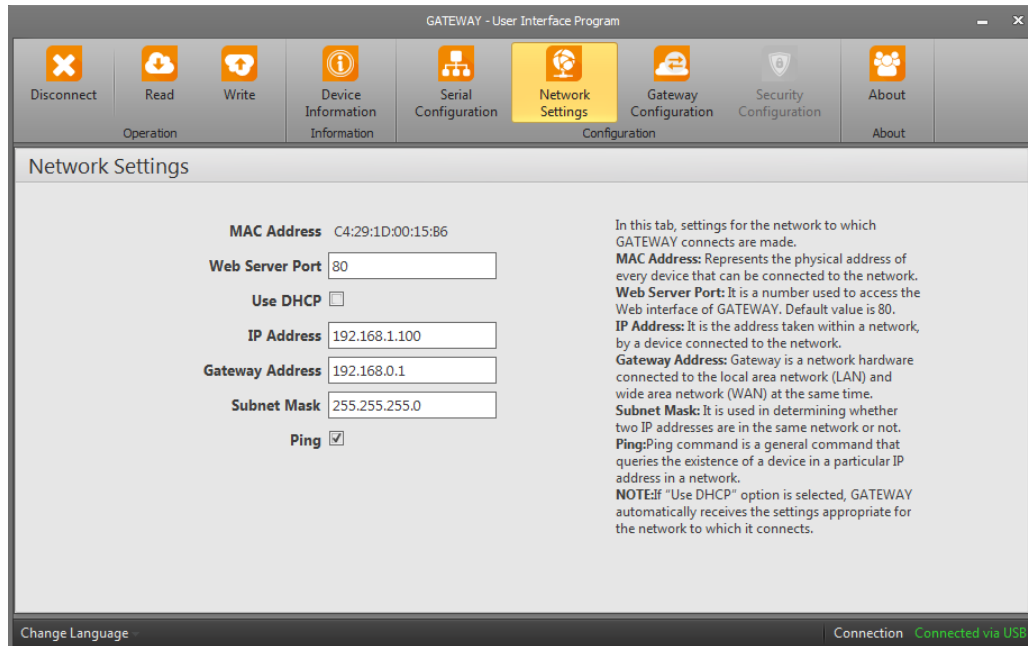 GATEWAY - User Interface Program
Disconnect
Read
Write
Operation
Device
Information
Information
Serial
Configuration
Network
Settings
Gateway
Configuration
Security
Configuration
Configuration
About
About
Network Settings
MAC Address C4:29:1D:00:15:B6
Web Server Port 80
Use DHCP
IP Address 192.168.1.100
Gateway Address 192.168.0.1
Subnet Mask 255.255.255.0
Ping
In this tab, settings for the network to which
GATEWAY connects are made.
MAC Address: Represents the physical address of
every device that can be connected to the network.
Web Server Port: It is a number used to access the
Web interface of GATEWAY. Default value is 80.
IP Address: It is the address taken within a network,
by a device connected to the network.
Gateway Address: Gateway is a network hardware
connected to the local area network (LAN) and
wide area network (WAN) at the same time.
Subnet Mask: It is used in determining whether
two IP addresses are in the same network or not.
Ping:Ping command is a general command that
queries the existence of a device in a particular IP
address in a network.
NOTE:If "Use DHCP" option is selected, GATEWAY
automatically receives the settings appropriate for
the network to which it connects.
Change Language
Connection Connected via USB